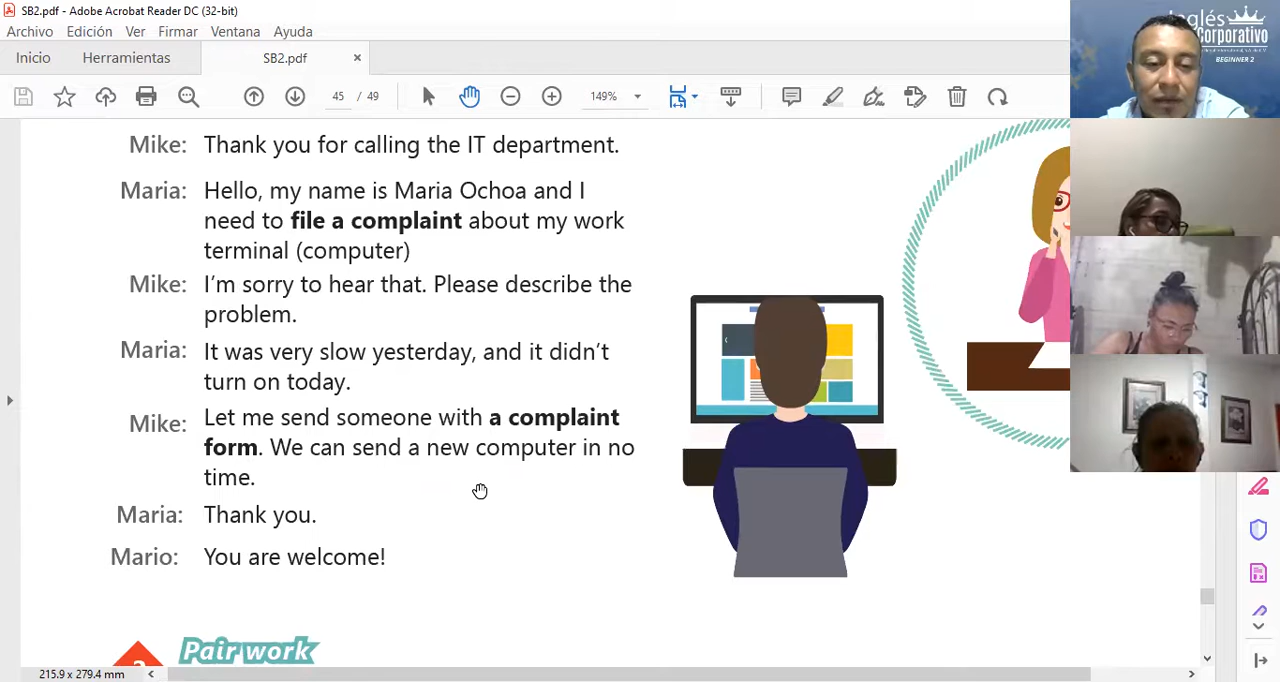 SB2.pdf - Adobe Acrobat Reader DC (32-bit)
Archivo Edición Ver Firmar Ventana Ayuda
Inicio Herramientas SB2.pdf ×
45 / 49 149%
Mike: Thank you for calling the IT department.
Maria: Hello, my name is Maria Ochoa and I
need to file a complaint about my work
terminal (computer)
Mike: I'm sorry to hear that. Please describe the
problem.
Maria: It was very slow yesterday, and it didn't
turn on today.
Mike: Let me send someone with a complaint
form. We can send a new computer in no
time.
Maria: Thank you.
Mario: You are welcome!
Pair work
215.9 x 279.4 mm
Inglés
Corporativo
BEGINNER 2